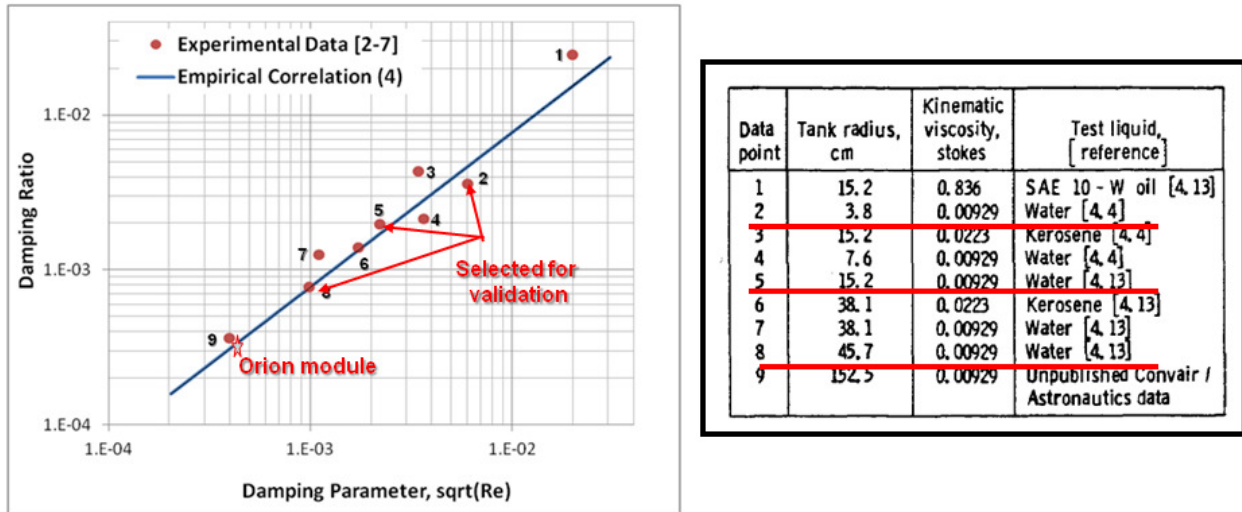 Experimental Data [2-7]
Empirical Correlation (4)
1.E-02
1.E-03
1.E-04
Damping Ratio
1
2
3
4
5
6
7
8
9
Selected for
validation
Orion module
1.E-04
1.E-03
1.E-02
Damping Parameter, sqrt(Re)
Data point Tank radius, cm Kinematic viscosity, stokes Test liquid, [reference]
1 15.2 0.836 SAE 10 - W oil [4,13]
2 3.8 0.00929 Water [4,4]
3 15.2 0.0223 Kerosene [4,4]
4 7.6 0.00929 Water [4,4]
5 15.2 0.00929 Water [4,13]
6 38.1 0.0223 Kerosene [4,13]
7 38.1 0.00929 Water [4,13]
8 45.7 0.00929 Water [4,13]
9 152.5 0.00929 Unpublished Convair /
Astronautics data